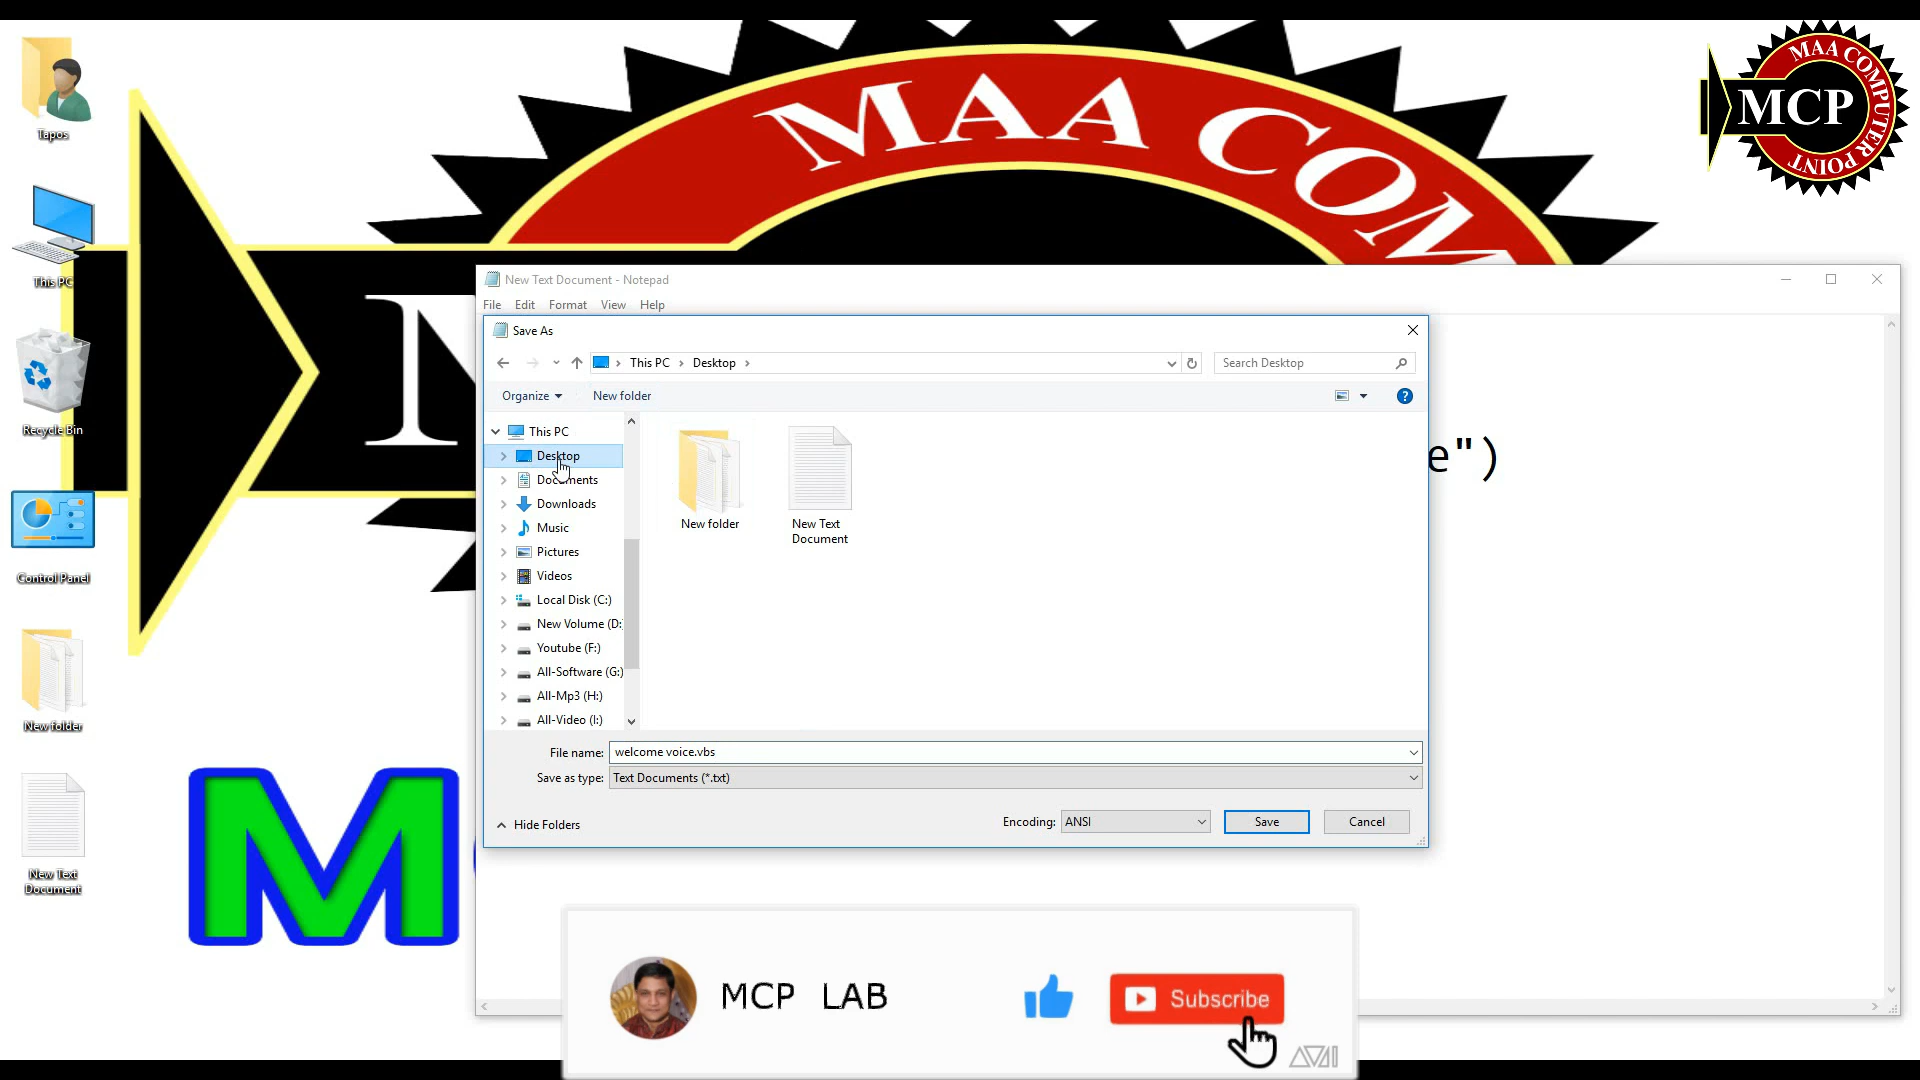 MAA COMPUTER POINT
MCP
MAA COM
Tapos
This PC
Recycle Bin
Control Panel
New folder
New Text
Document
M
New Text Document - Notepad
File Edit Format View Help
e")
Save As
This PC Desktop
Search Desktop
Organize New folder
This PC
Desktop
Documents
Downloads
Music
Pictures
Videos
Local Disk (C:)
New Volume (D:
Youtube (F:)
All-Software (G:)
All-Mp3 (H:)
All-Video (I:)
New folder
New Text
Document
File name: welcome voice.vbs
Save as type: Text Documents (*.txt)
Hide Folders
Encoding: ANSI
Save
Cancel
MCP LAB
Subscribe